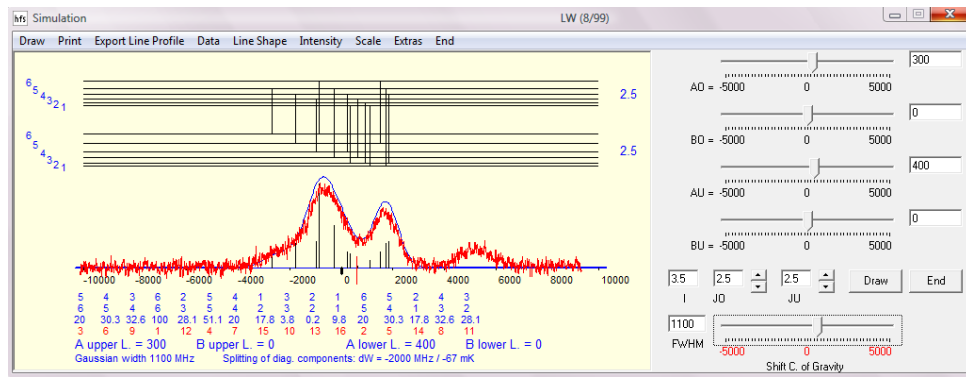 hfs Simulation LW (8/99)
Draw Print Export Line Profile Data Line Shape Intensity Scale Extras End
6 5 4 3 2 1 2.5
6 5 4 3 2 1 2.5
-10000 -8000 -6000 -4000 -2000 0 2000 4000 6000 8000 10000
5 4 3 6 2 5 4 1 3 2 1 6 5 2 4 3
6 5 4 6 3 5 4 2 3 2 1 6 5 1 3 2
20 30.3 32.6 100 28.1 51.1 20 17.8 3.8 0.2 9.8 20 30.3 17.8 32.6 28.1
3 6 9 1 12 4 7 15 10 13 16 2 5 14 8 11
A upper L. = 300 B upper L. = 0 A lower L. = 400 B lower L. = 0
Gaussian width 1100 MHz Splitting of diag. components: dW = -2000 MHz / -67 mK
300
AO = -5000 0 5000
0
BO = -5000 0 5000
400
AU = -5000 0 5000
0
BU = -5000 0 5000
3.5 2.5 2.5 Draw End
I JO JU
1100
FWHM -5000 0 5000
Shift C. of Gravity